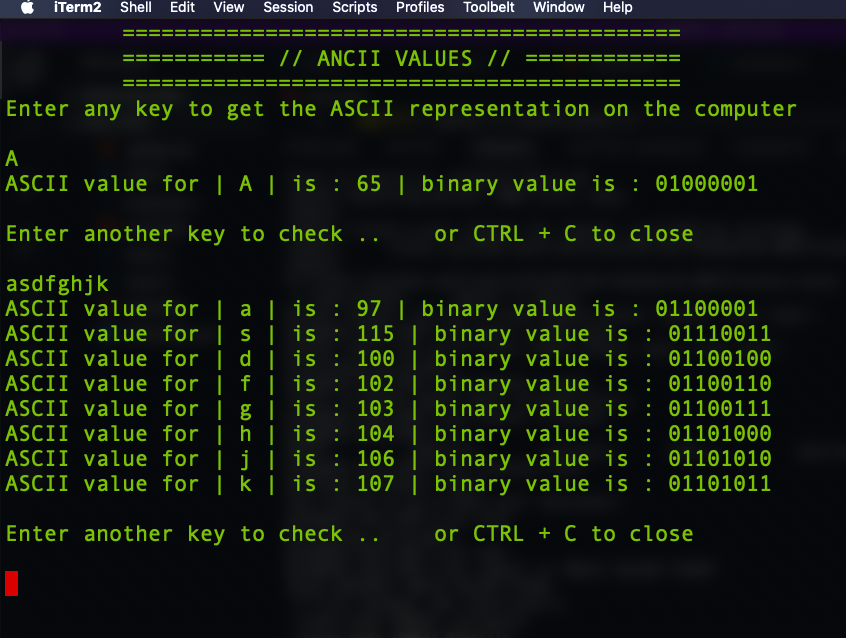 iTerm2 Shell Edit View Session Scripts Profiles Toolbelt Window Help
===========================================
=========== // ANCII VALUES // ============
===========================================
Enter any key to get the ASCII representation on the computer
A
ASCII value for | A | is : 65 | binary value is : 01000001
Enter another key to check ..    or CTRL + C to close
asdfghjk
ASCII value for | a | is : 97 | binary value is : 01100001
ASCII value for | s | is : 115 | binary value is : 01110011
ASCII value for | d | is : 100 | binary value is : 01100100
ASCII value for | f | is : 102 | binary value is : 01100110
ASCII value for | g | is : 103 | binary value is : 01100111
ASCII value for | h | is : 104 | binary value is : 01101000
ASCII value for | j | is : 106 | binary value is : 01101010
ASCII value for | k | is : 107 | binary value is : 01101011
Enter another key to check ..    or CTRL + C to close